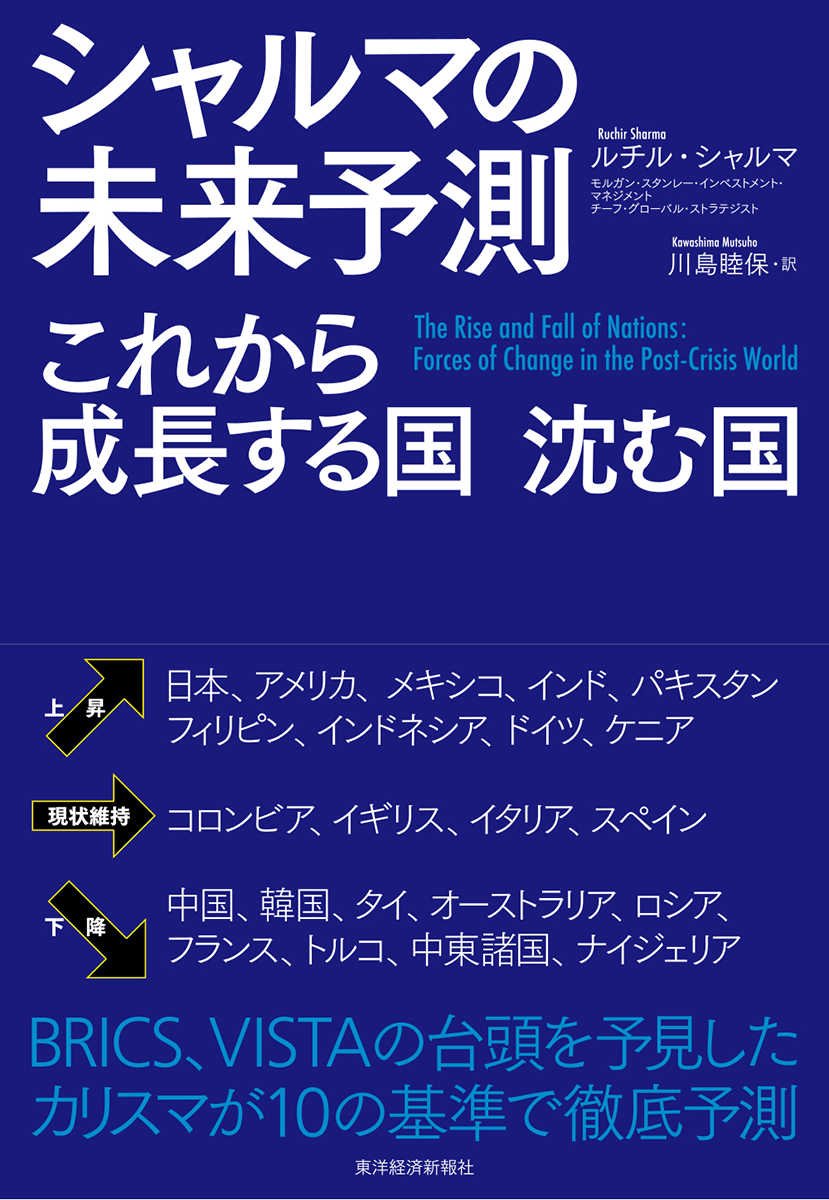 シャルマの
未来予測
Ruchir Sharma
ルチル・シャルマ
モルガン・スタンレー・インベストメント・
マネジメント
チーフ・グローバル・ストラテジスト
Kawashima Mutsuho
川島睦保・訳
これから
成長する国 沈む国
The Rise and Fall of Nations:
Forces of Change in the Post-Crisis World
上昇
日本、アメリカ、メキシコ、インド、パキスタン
フィリピン、インドネシア、ドイツ、ケニア
現状維持
コロンビア、イギリス、イタリア、スペイン
下降
中国、韓国、タイ、オーストラリア、ロシア、
フランス、トルコ、中東諸国、ナイジェリア
BRICS、VISTAの台頭を予見した
カリスマが10の基準で徹底予測
東洋経済新報社